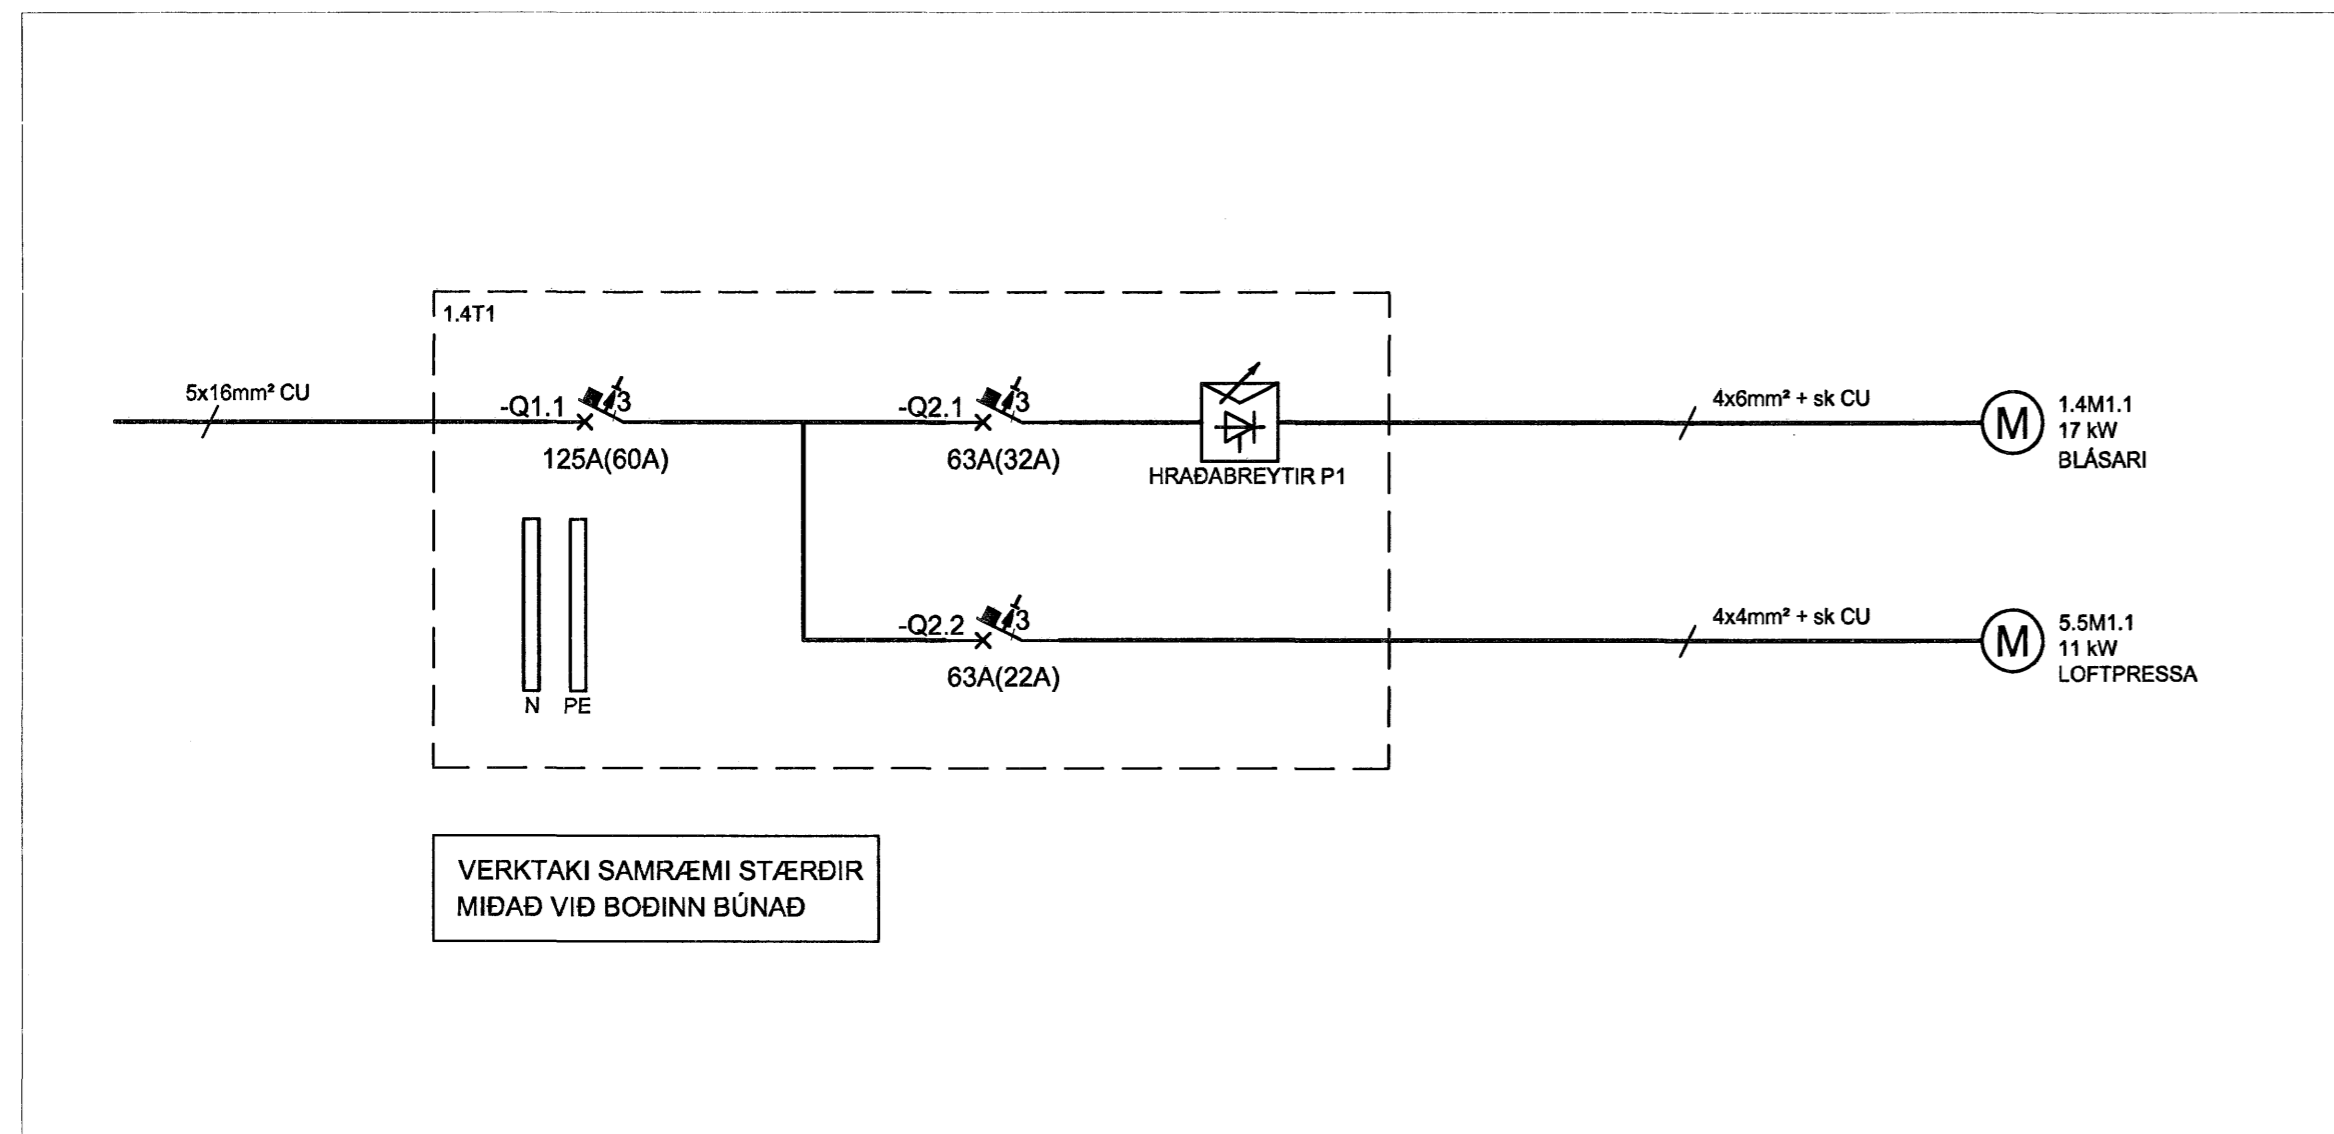 1.4T1
5x16mm² CU
-Q1.1
3
125A(60A)
-Q2.1
3
63A(32A)
HRAÐABREYTIR P1
4x6mm² + sk CU
M
1.4M1.1
17 kW
BLÁSARI
-Q2.2
3
63A(22A)
4x4mm² + sk CU
M
5.5M1.1
11 kW
LOFTPRESSA
N
PE
VERKTAKI SAMRÆMI STÆRÐIR
MIÐAÐ VIÐ BOÐINN BÚNAÐ